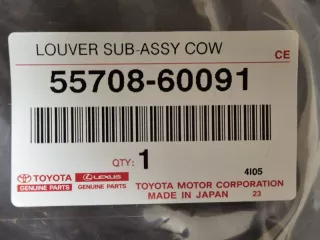 LOUVER SUB-ASSY COW
CE
55708-60091
QTY: 1
4I05
TOYOTA LEXUS
GENUINE PARTS GENUINE PARTS
TOYOTA MOTOR CORPORATION
MADE IN JAPAN 23